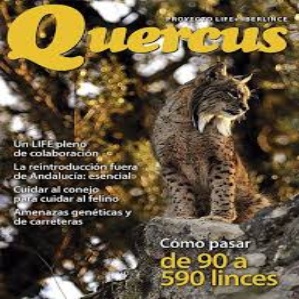 PROYECTO LIFE+ IBERLINCE
Quercus
Un LIFE pleno
de colaboración
La reintroducción fuera
de Andalucía: esencial
Cuidar al conejo
para cuidar al felino
Amenazas genéticas y
de carreteras
Cómo pasar
de 90 a
590 linces